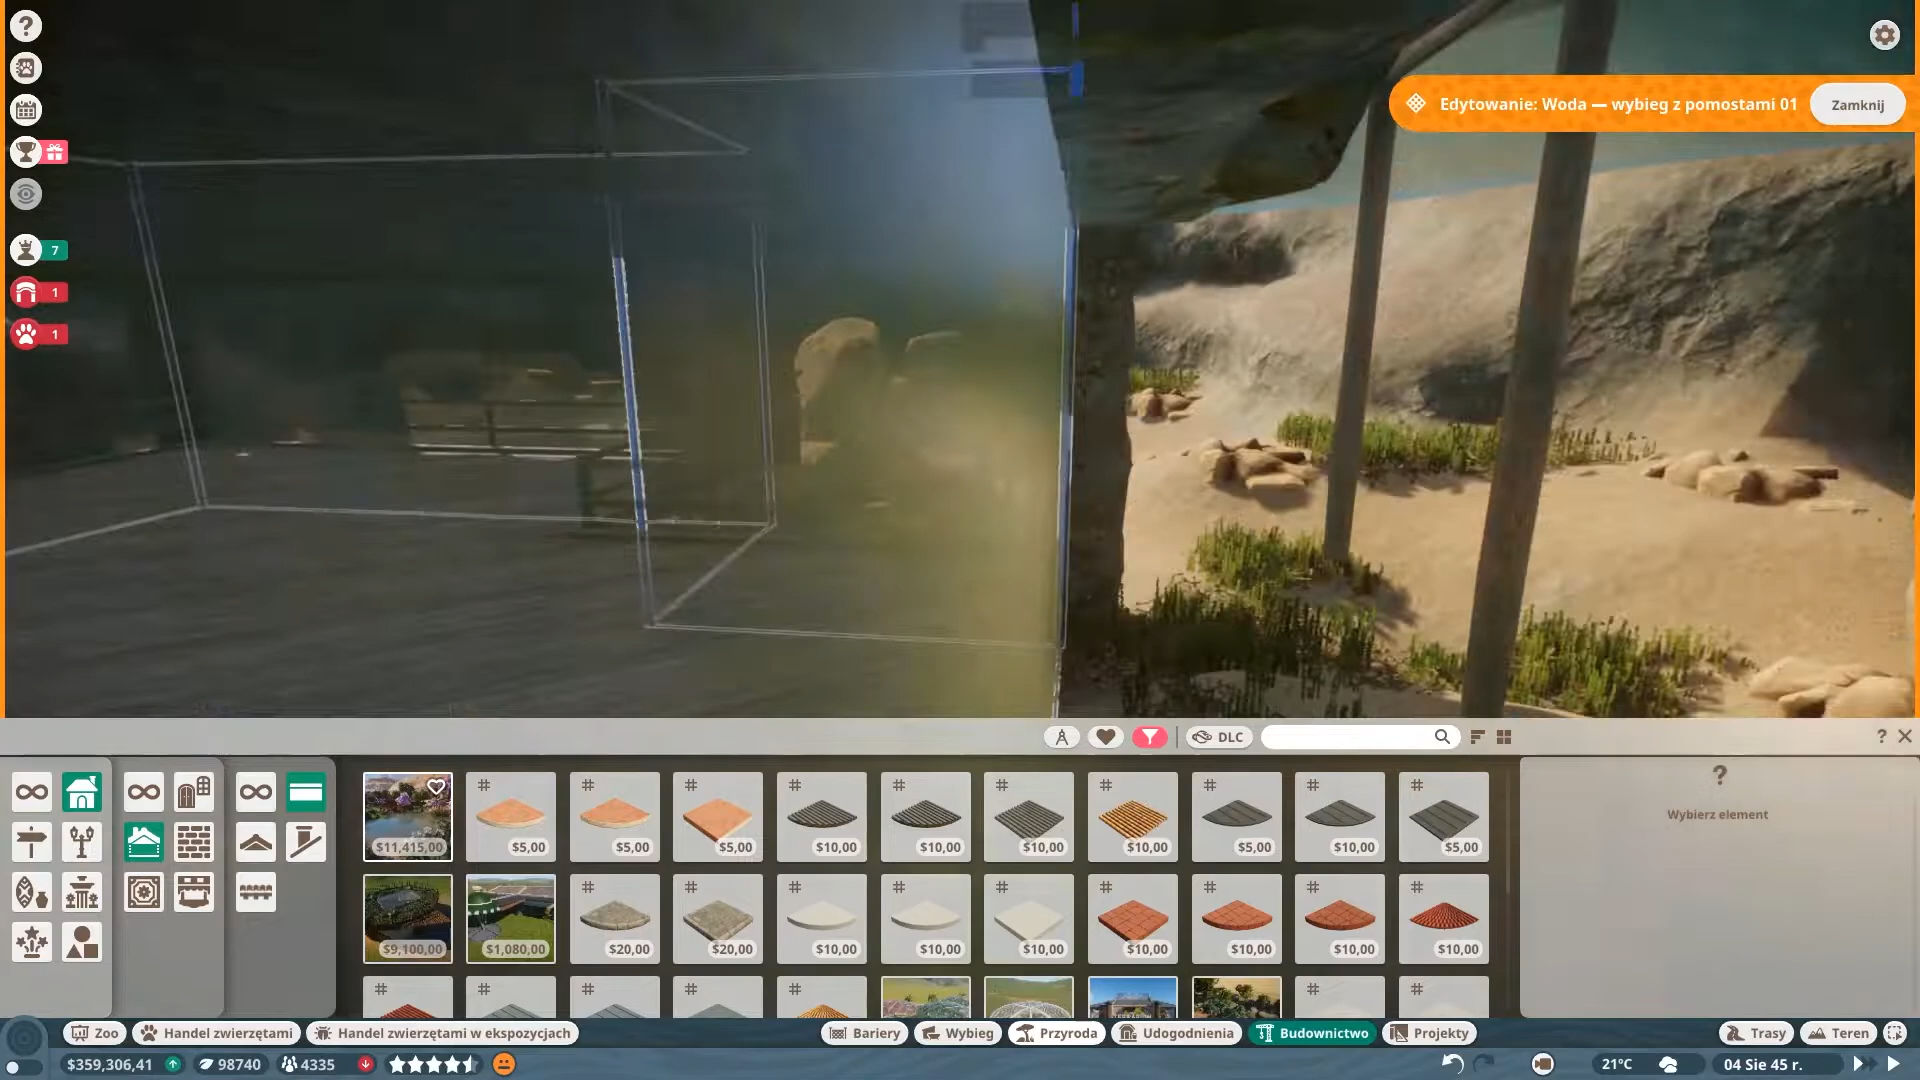 ?
Edytowanie: Woda — wybieg z pomostami 01
Zamknij
7
1
1
DLC
?
$11,415,00
$5,00
$5,00
$5,00
$10,00
$10,00
$10,00
$10,00
$5,00
$10,00
$5,00
?
Wybierz element
$9,100,00
$1,080,00
$20,00
$20,00
$10,00
$10,00
$10,00
$10,00
$10,00
$10,00
$10,00
Zoo
Handel zwierzętami
Handel zwierzętami w ekspozycjach
Bariery
Wybieg
Przyroda
Udogodnienia
Budownictwo
Projekty
Trasy
Teren
$359,306,41
98740
4335
21°C
04 Sie 45 r.